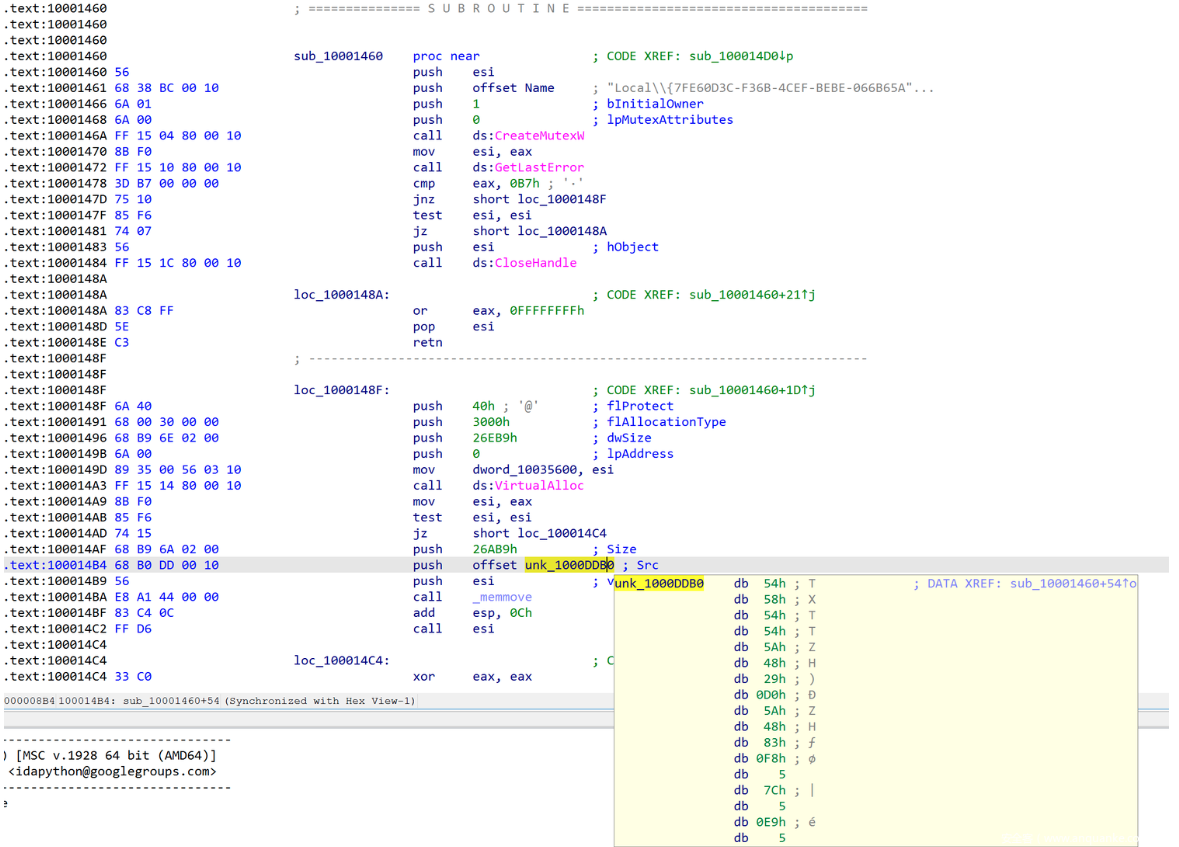 .text:10001460 ; =============== S U B R O U T I N E =======================================
.text:10001460
.text:10001460
.text:10001460 sub_10001460 proc near ; CODE XREF: sub_100014D0↓p
.text:10001460 56 push esi
.text:10001461 68 38 BC 00 10 push offset Name ; "Local\\{7FE60D3C-F36B-4CEF-BEBE-066B65A"...
.text:10001466 6A 01 push 1 ; bInitialOwner
.text:10001468 6A 00 push 0 ; lpMutexAttributes
.text:1000146A FF 15 04 80 00 10 call ds:CreateMutexW
.text:10001470 8B F0 mov esi, eax
.text:10001472 FF 15 10 80 00 10 call ds:GetLastError
.text:10001478 3D B7 00 00 00 cmp eax, 0B7h ; '·'
.text:1000147D 75 10 jnz short loc_1000148F
.text:1000147F 85 F6 test esi, esi
.text:10001481 74 07 jz short loc_1000148A
.text:10001483 56 push esi ; hObject
.text:10001484 FF 15 1C 80 00 10 call ds:CloseHandle
.text:1000148A
.text:1000148A loc_1000148A: ; CODE XREF: sub_10001460+21↑j
.text:1000148A 83 C8 FF or eax, 0FFFFFFFFh
.text:1000148D 5E pop esi
.text:1000148E C3 retn
.text:1000148F ; ---------------------------------------------------------------------------
.text:1000148F
.text:1000148F loc_1000148F: ; CODE XREF: sub_10001460+1D↑j
.text:1000148F 6A 40 push 40h ; '@' ; flProtect
.text:10001491 68 00 30 00 00 push 3000h ; flAllocationType
.text:10001496 68 B9 6E 02 00 push 26EB9h ; dwSize
.text:1000149B 6A 00 push 0 ; lpAddress
.text:1000149D 89 35 00 56 03 10 mov dword_10035600, esi
.text:100014A3 FF 15 14 80 00 10 call ds:VirtualAlloc
.text:100014A9 8B F0 mov esi, eax
.text:100014AB 85 F6 test esi, esi
.text:100014AD 74 15 jz short loc_100014C4
.text:100014AF 68 B9 6A 02 00 push 26AB9h ; Size
.text:100014B4 68 B0 DD 00 10 push offset unk_1000DDB0 ; Src
.text:100014B9 56 push esi ; v
.text:100014BA E8 A1 44 00 00 call _memmove
.text:100014BF 83 C4 0C add esp, 0Ch
.text:100014C2 FF D6 call esi
.text:100014C4
.text:100014C4 loc_100014C4: ; C
.text:100014C4 33 C0 xor eax, eax
unk_1000DDB0 db 54h ; T ; DATA XREF: sub_10001460+54↑o
db 58h ; X
db 54h ; T
db 54h ; T
db 5Ah ; Z
db 48h ; H
db 29h ; )
db 0D0h ; Ð
db 5Ah ; Z
db 48h ; H
db 83h ; ƒ
db 0F8h ; ø
db 5
db 7Ch ; |
db 5
db 0E9h ; é
db 5
000008B4 100014B4: sub_10001460+54 (Synchronized with Hex View-1)
-------------------------------
) [MSC v.1928 64 bit (AMD64)]
<idapython@googlegroups.com>
-------------------------------
e